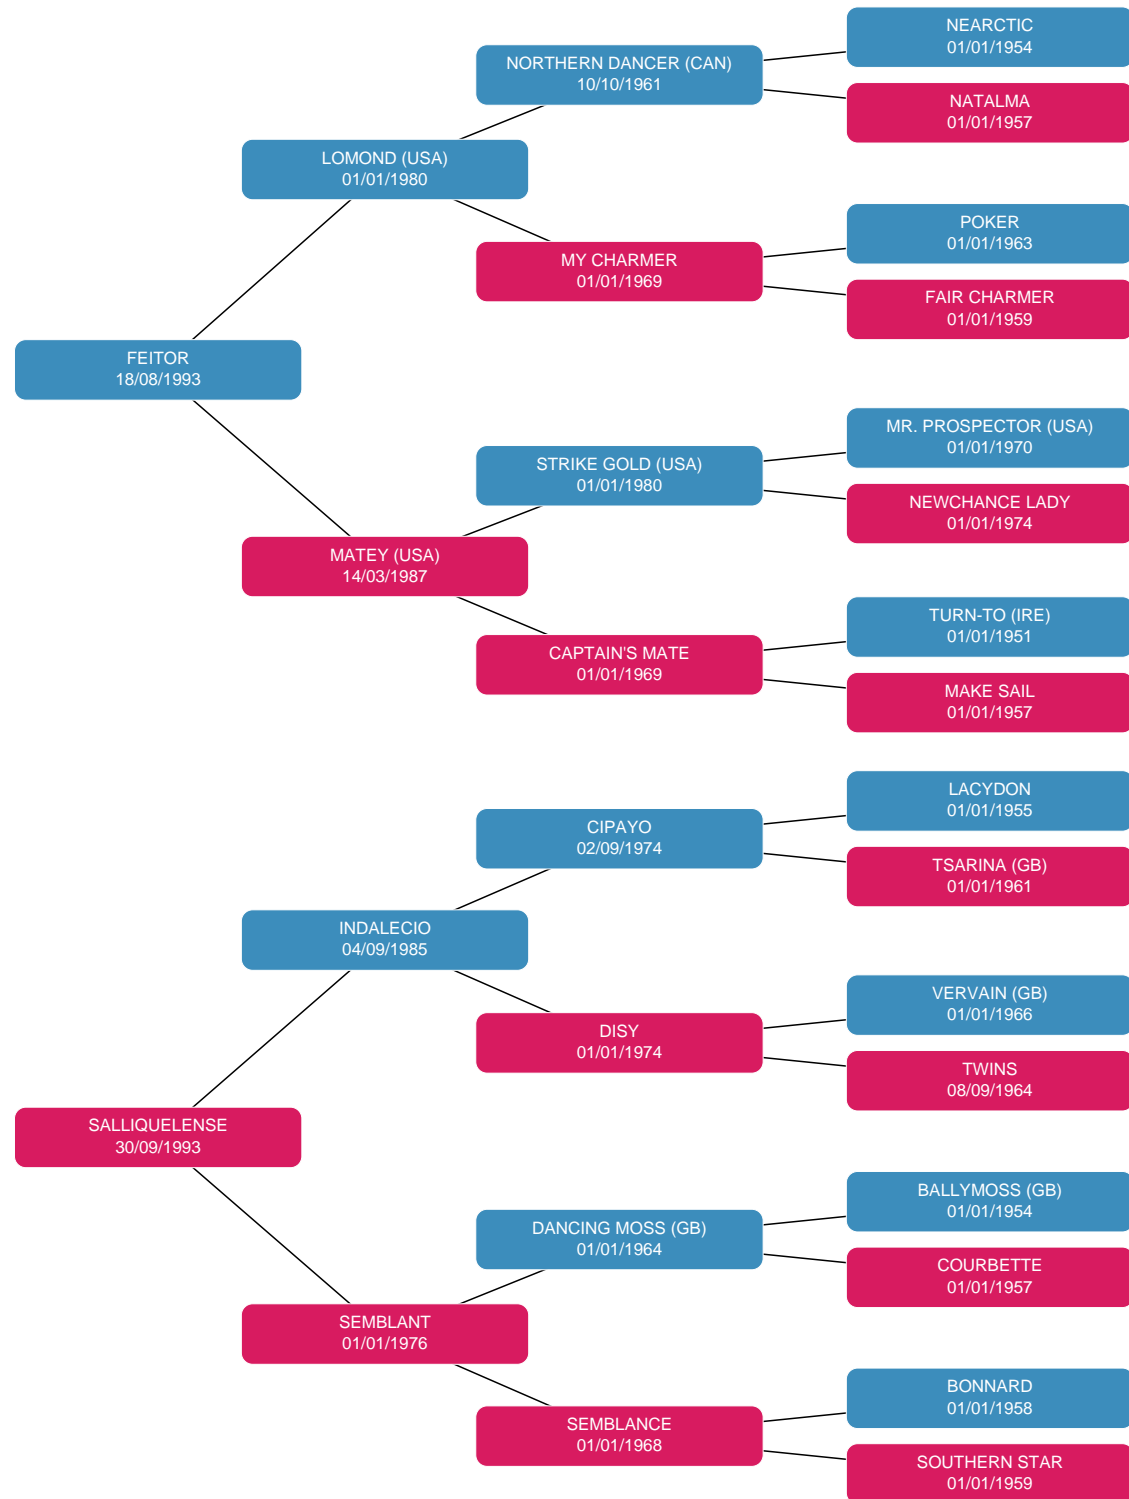 NEARCTIC
01/01/1954
NORTHERN DANCER (CAN)
10/10/1961
NATALMA
01/01/1957
LOMOND (USA)
01/01/1980
POKER
01/01/1963
MY CHARMER
01/01/1969
FAIR CHARMER
01/01/1959
FEITOR
18/08/1993
MR. PROSPECTOR (USA)
01/01/1970
STRIKE GOLD (USA)
01/01/1980
NEWCHANCE LADY
01/01/1974
MATEY (USA)
14/03/1987
TURN-TO (IRE)
01/01/1951
CAPTAIN'S MATE
01/01/1969
MAKE SAIL
01/01/1957
LACYDON
01/01/1955
CIPAYO
02/09/1974
TSARINA (GB)
01/01/1961
INDALECIO
04/09/1985
VERVAIN (GB)
01/01/1966
DISY
01/01/1974
TWINS
08/09/1964
SALLIQUELENSE
30/09/1993
BALLYMOSS (GB)
01/01/1954
DANCING MOSS (GB)
01/01/1964
COURBETTE
01/01/1957
SEMBLANT
01/01/1976
BONNARD
01/01/1958
SEMBLANCE
01/01/1968
SOUTHERN STAR
01/01/1959